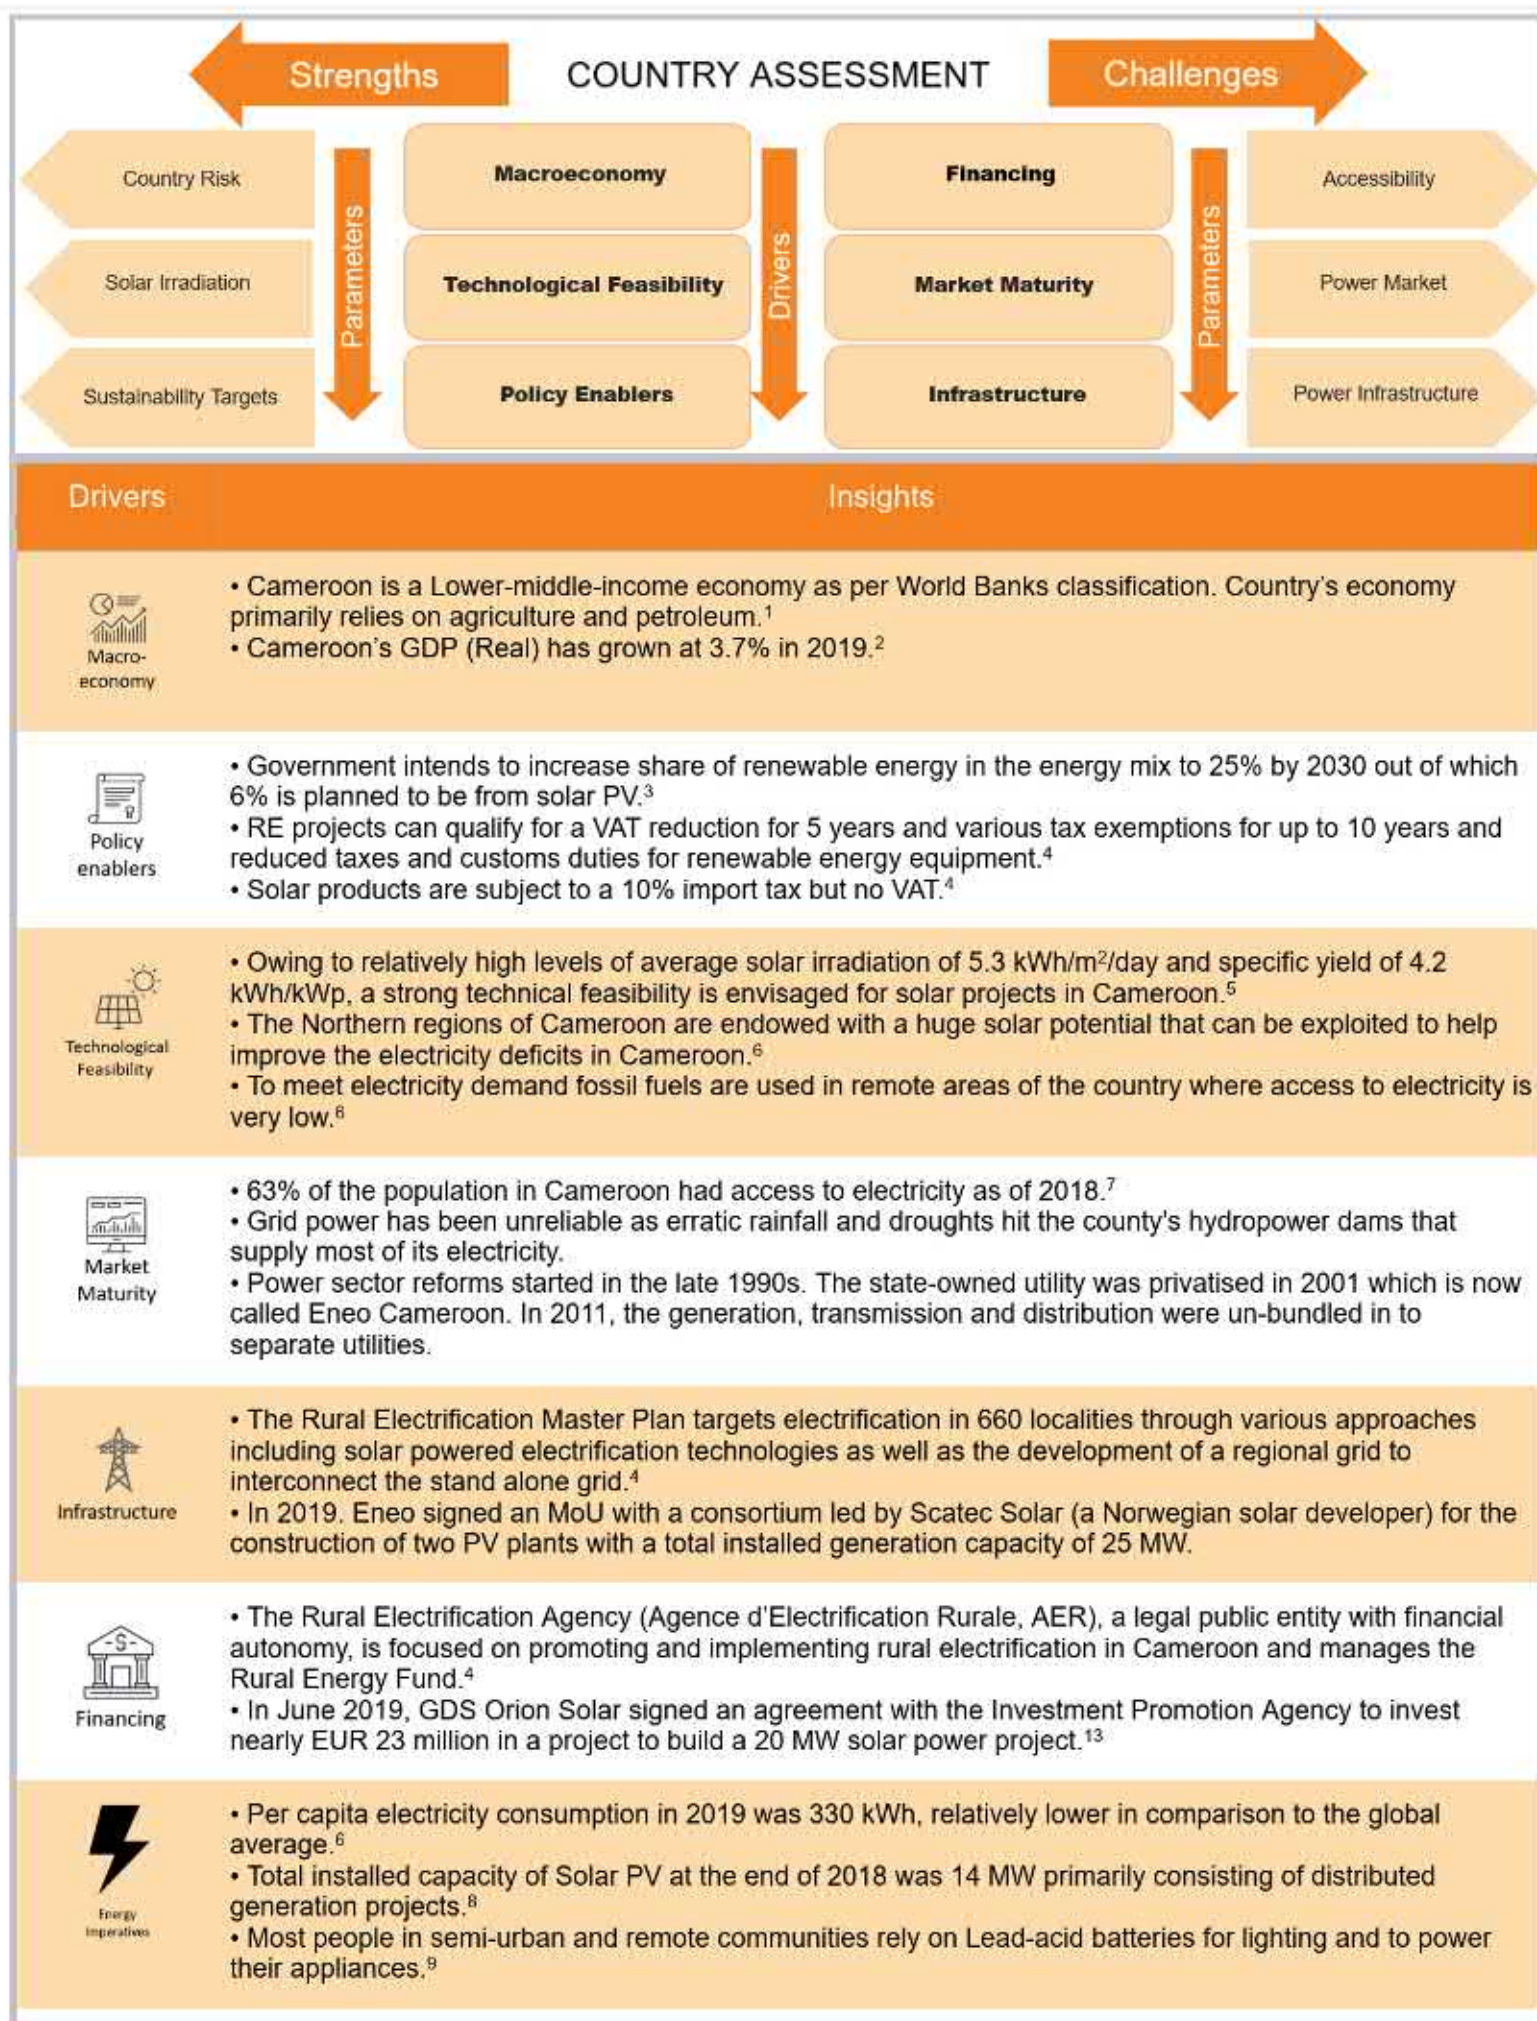 Strengths
COUNTRY ASSESSMENT
Challenges
Country Risk
Macroeconomy
Financing
Accessibility
Parameters
Drivers
Parameters
Solar Irradiation
Technological Feasibility
Market Maturity
Power Market
Sustainability Targets
Policy Enablers
Infrastructure
Power Infrastructure
Drivers
Insights
Macro-
economy
• Cameroon is a Lower-middle-income economy as per World Banks classification. Country's economy
primarily relies on agriculture and petroleum.¹
• Cameroon's GDP (Real) has grown at 3.7% in 2019.²
Policy
enablers
• Government intends to increase share of renewable energy in the energy mix to 25% by 2030 out of which
6% is planned to be from solar PV.³
• RE projects can qualify for a VAT reduction for 5 years and various tax exemptions for up to 10 years and
reduced taxes and customs duties for renewable energy equipment.⁴
• Solar products are subject to a 10% import tax but no VAT.⁴
Technological
Feasibility
• Owing to relatively high levels of average solar irradiation of 5.3 kWh/m²/day and specific yield of 4.2
kWh/kWp, a strong technical feasibility is envisaged for solar projects in Cameroon.⁵
• The Northern regions of Cameroon are endowed with a huge solar potential that can be exploited to help
improve the electricity deficits in Cameroon.⁶
• To meet electricity demand fossil fuels are used in remote areas of the country where access to electricity is
very low.⁶
Market
Maturity
• 63% of the population in Cameroon had access to electricity as of 2018.⁷
• Grid power has been unreliable as erratic rainfall and droughts hit the county's hydropower dams that
supply most of its electricity.
• Power sector reforms started in the late 1990s. The state-owned utility was privatised in 2001 which is now
called Eneo Cameroon. In 2011, the generation, transmission and distribution were un-bundled in to
separate utilities.
Infrastructure
• The Rural Electrification Master Plan targets electrification in 660 localities through various approaches
including solar powered electrification technologies as well as the development of a regional grid to
interconnect the stand alone grid.⁴
• In 2019. Eneo signed an MoU with a consortium led by Scatec Solar (a Norwegian solar developer) for the
construction of two PV plants with a total installed generation capacity of 25 MW.
-S-
Financing
• The Rural Electrification Agency (Agence d'Electrification Rurale, AER), a legal public entity with financial
autonomy, is focused on promoting and implementing rural electrification in Cameroon and manages the
Rural Energy Fund.⁴
• In June 2019, GDS Orion Solar signed an agreement with the Investment Promotion Agency to invest
nearly EUR 23 million in a project to build a 20 MW solar power project.¹³
Energy
Imperatives
• Per capita electricity consumption in 2019 was 330 kWh, relatively lower in comparison to the global
average.⁶
• Total installed capacity of Solar PV at the end of 2018 was 14 MW primarily consisting of distributed
generation projects.⁸
• Most people in semi-urban and remote communities rely on Lead-acid batteries for lighting and to power
their appliances.⁹